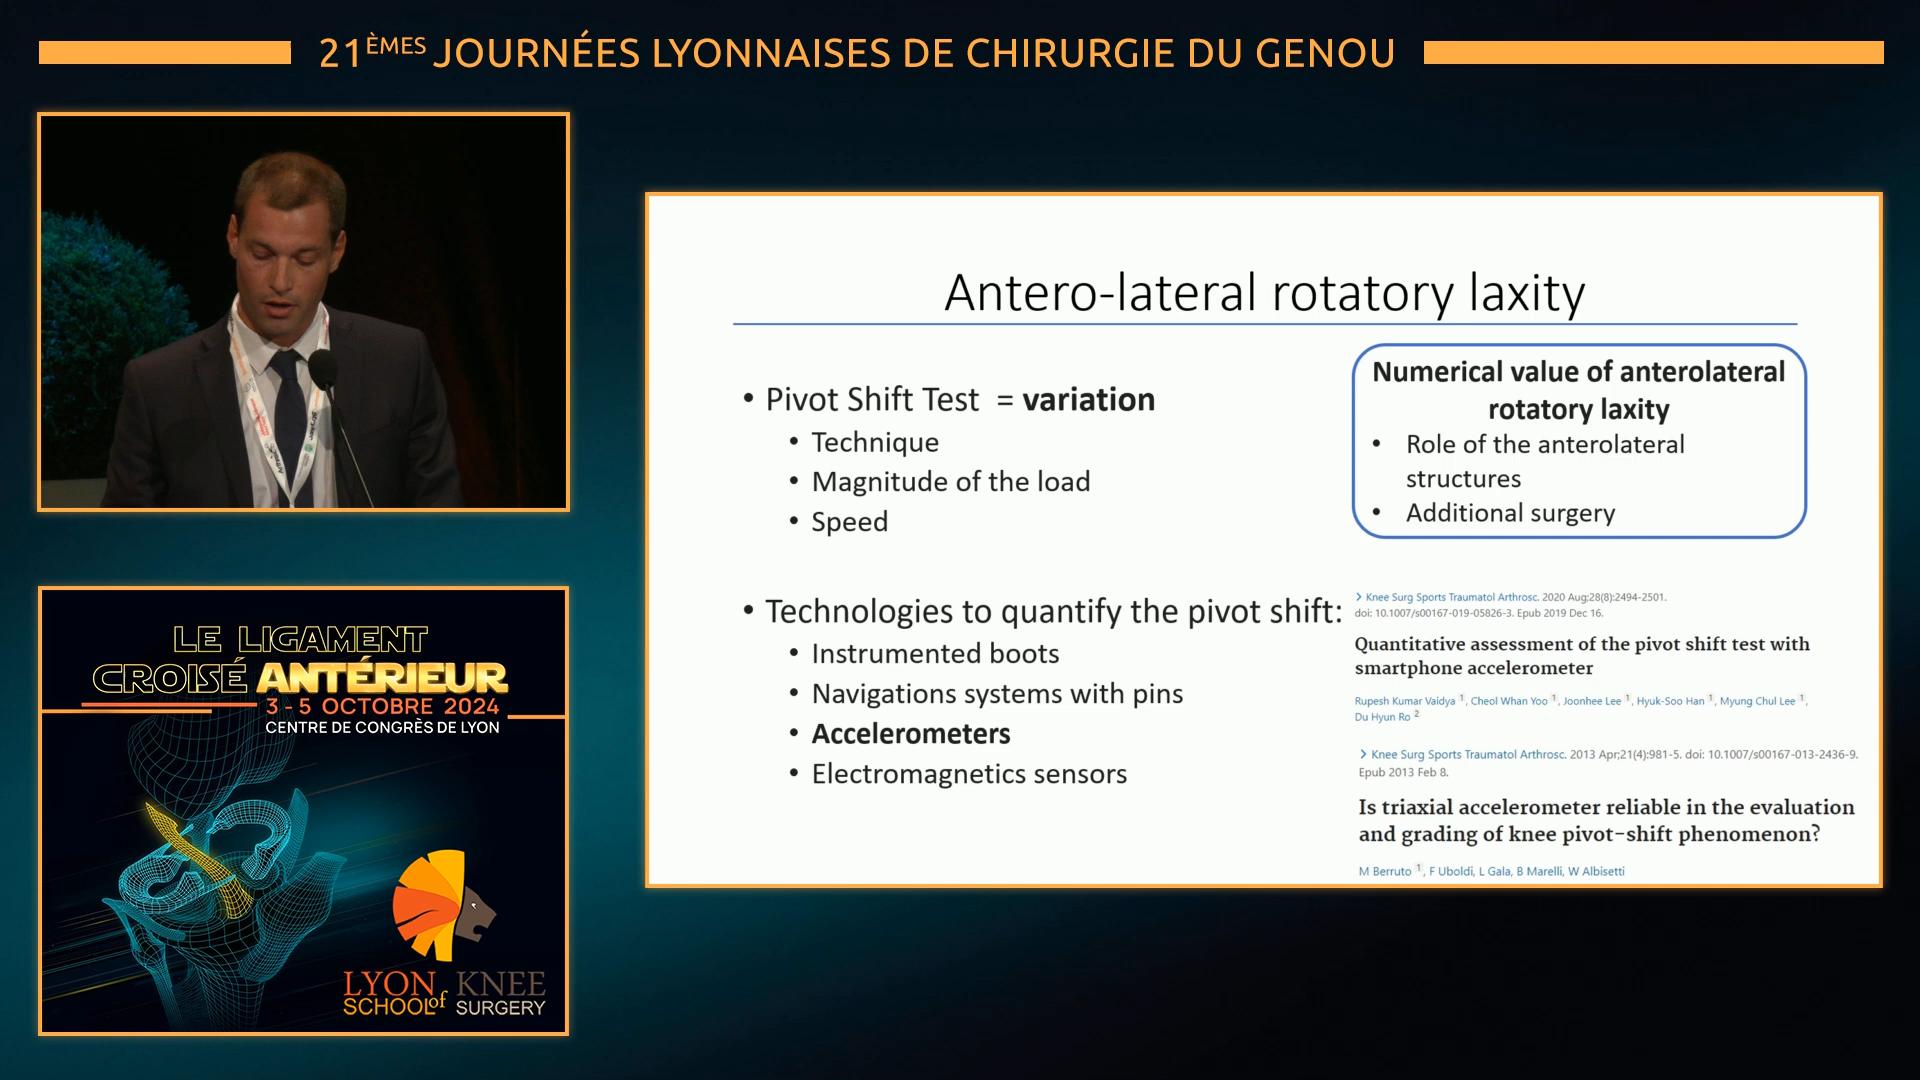 21ÈMES JOURNÉES LYONNAISES DE CHIRURGIE DU GENOU
LE LIGAMENT
CROISÉ ANTÉRIEUR
3 - 5 OCTOBRE 2024
CENTRE DE CONGRÈS DE LYON
LYON KNEE
SCHOOL of SURGERY
Antero-lateral rotatory laxity
• Pivot Shift Test = variation
• Technique
• Magnitude of the load
• Speed
• Technologies to quantify the pivot shift:
• Instrumented boots
• Navigations systems with pins
• Accelerometers
• Electromagnetics sensors
Numerical value of anterolateral
rotatory laxity
• Role of the anterolateral
structures
• Additional surgery
> Knee Surg Sports Traumatol Arthrosc. 2020 Aug;28(8):2494-2501.
doi: 10.1007/s00167-019-05826-3. Epub 2019 Dec 16.
Quantitative assessment of the pivot shift test with
smartphone accelerometer
Rupesh Kumar Vaidya 1, Cheol Whan Yoo 1, Joonhee Lee 1, Hyuk-Soo Han 1, Myung Chul Lee 1,
Du Hyun Ro 2
> Knee Surg Sports Traumatol Arthrosc. 2013 Apr;21(4):981-5. doi: 10.1007/s00167-013-2436-9.
Epub 2013 Feb 8.
Is triaxial accelerometer reliable in the evaluation
and grading of knee pivot-shift phenomenon?
M Berruto 1, F Uboldi, L Gala, B Marelli, W Albisetti